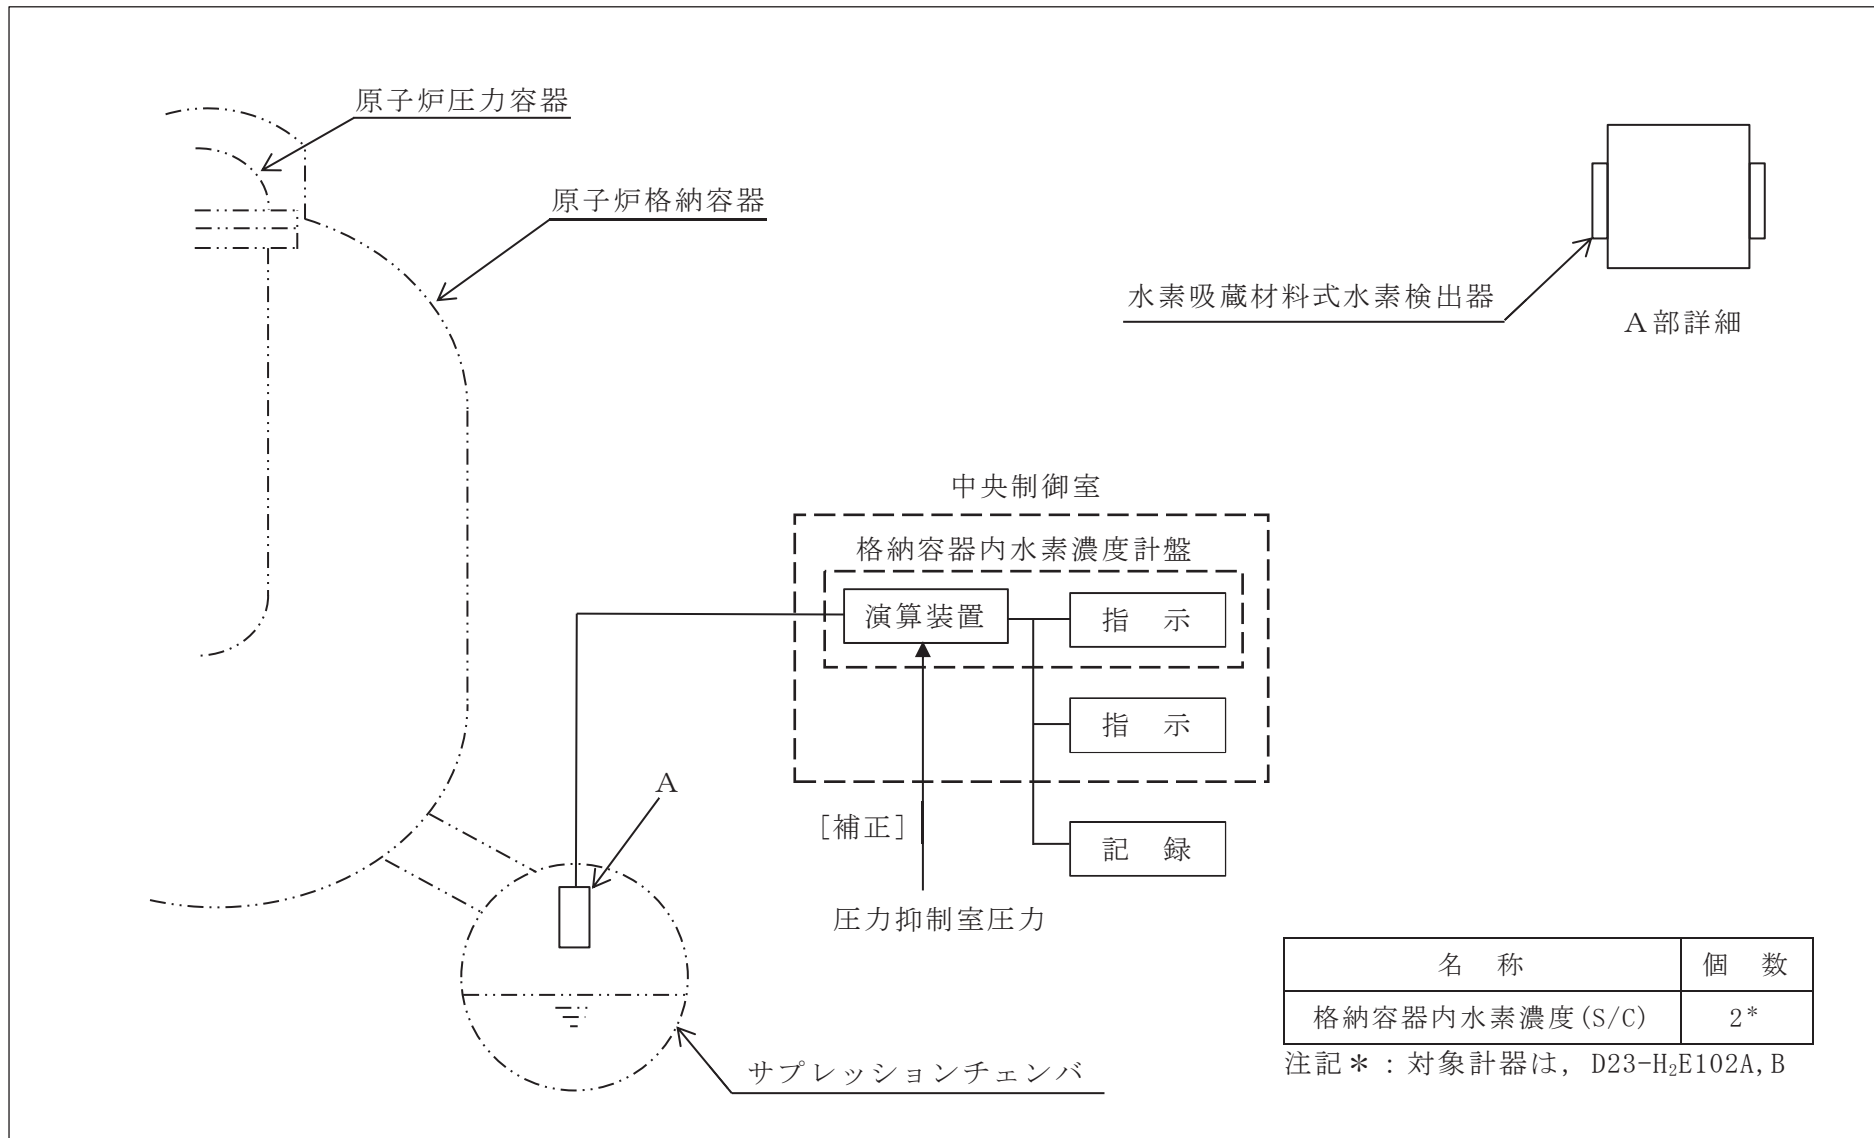 原子炉圧力容器
原子炉格納容器
水素吸蔵材料式水素検出器
A部詳細
中央制御室
格納容器内水素濃度計盤
演算装置
指 示
指 示
A
[補正]
記 録
圧力抑制室圧力
名 称 個 数
格納容器内水素濃度(S/C) 2*
注記＊：対象計器は，D23-H₂E102A,B
サプレッションチェンバ